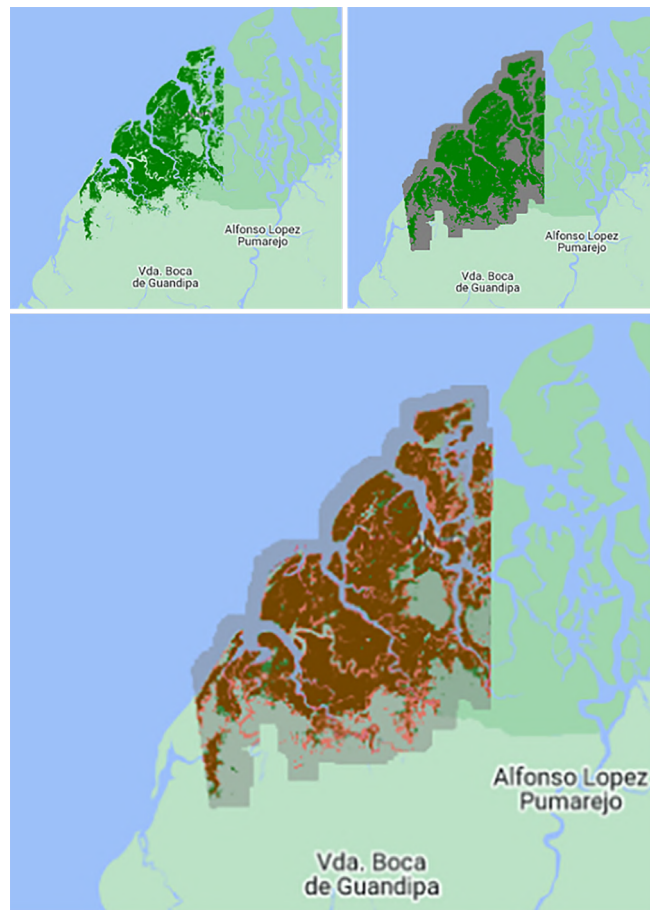 Alfonso Lopez
Pumarejo
Vda. Boca
de Guandipa
Alfonso Lopez
Pumarejo
Vda. Boca
de Guandipa
Alfonso Lopez
Pumarejo
Vda. Boca
de Guandipa